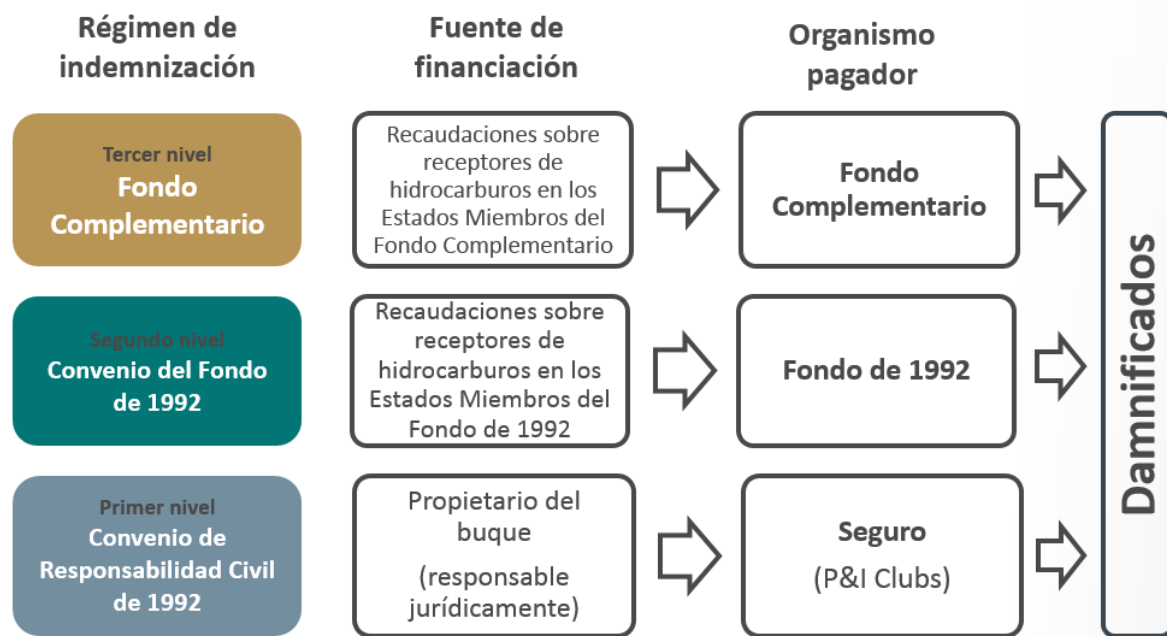 Régimen de
indemnización
Fuente de
financiación
Organismo
pagador
Tercer nivel
Fondo
Complementario
Recaudaciones sobre
receptores de
hidrocarburos en los
Estados Miembros del
Fondo Complementario
Fondo
Complementario
Segundo nivel
Convenio del Fondo
de 1992
Recaudaciones sobre
receptores de
hidrocarburos en los
Estados Miembros del
Fondo de 1992
Fondo de 1992
Primer nivel
Convenio de
Responsabilidad Civil
de 1992
Propietario del
buque
(responsable
jurídicamente)
Seguro
(P&I Clubs)
Damnificados